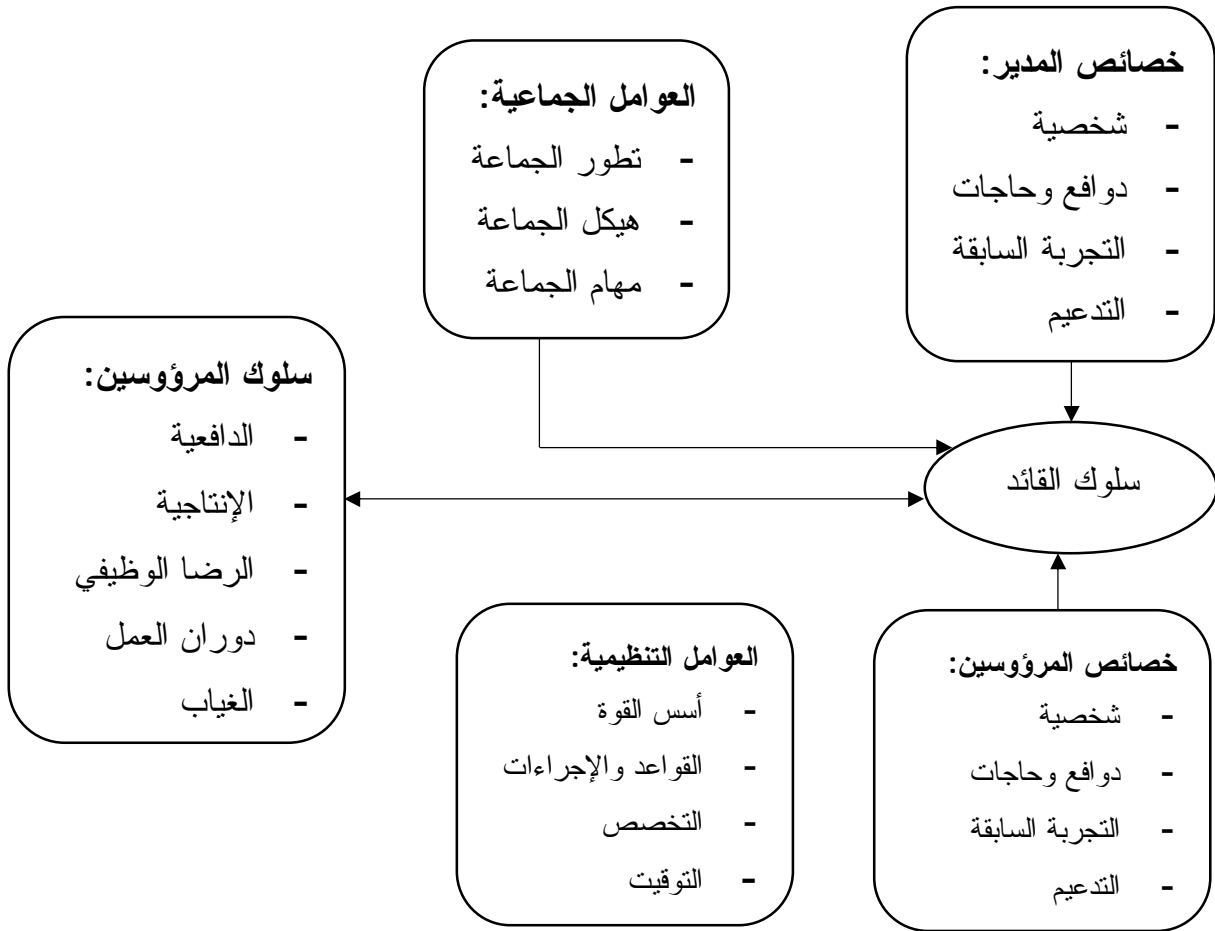 خصائص المدير:
- شخصية
- دوافع وحاجات
- التجربة السابقة
- التدعيم
العوامل الجماعية:
- تطور الجماعة
- هيكل الجماعة
- مهام الجماعة
سلوك المرؤوسين:
- الدافعية
- الإنتاجية
- الرضا الوظيفي
- دوران العمل
- الغياب
سلوك القائد
خصائص المرؤوسين:
- شخصية
- دوافع وحاجات
- التجربة السابقة
- التدعيم
العوامل التنظيمية:
- أسس القوة
- القواعد والإجراءات
- التخصص
- التوقيت